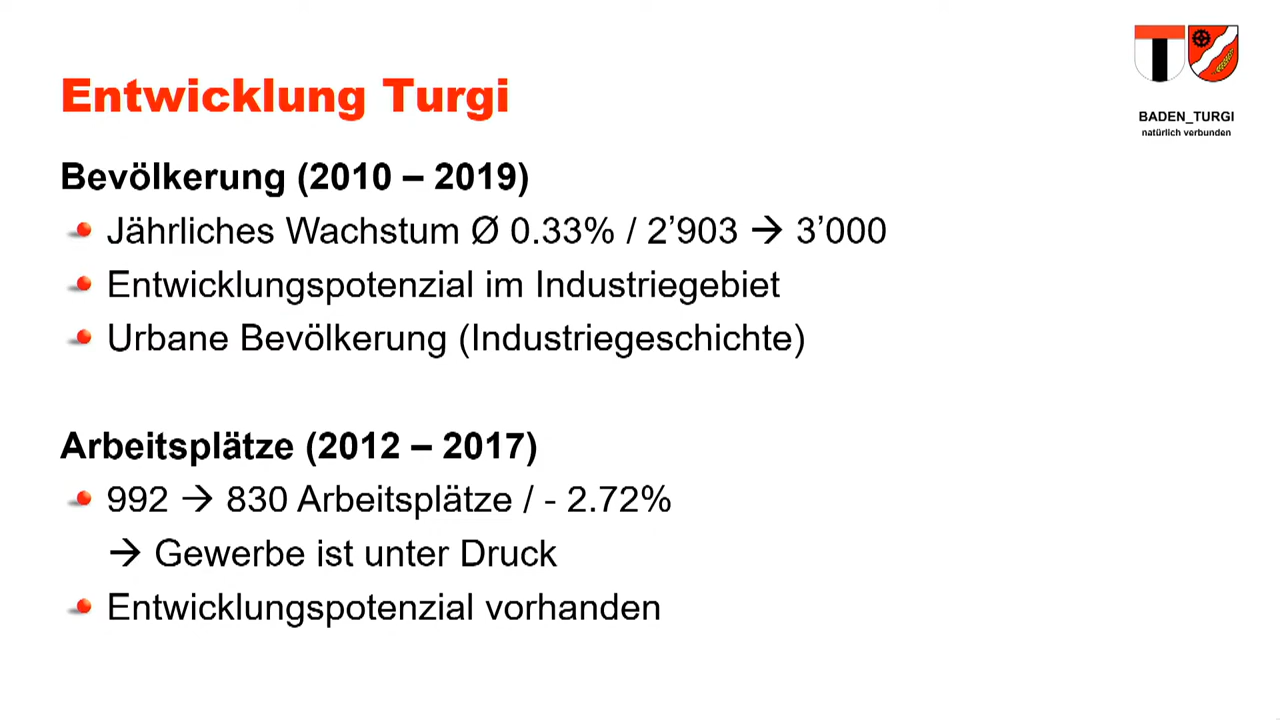 Entwicklung Turgi
BADEN_TURGI
natürlich verbunden
Bevölkerung (2010 – 2019)
Jährliches Wachstum Ø 0.33% / 2’903 → 3’000
Entwicklungspotenzial im Industriegebiet
Urbane Bevölkerung (Industriegeschichte)
Arbeitsplätze (2012 – 2017)
992 → 830 Arbeitsplätze / - 2.72%
→ Gewerbe ist unter Druck
Entwicklungspotenzial vorhanden